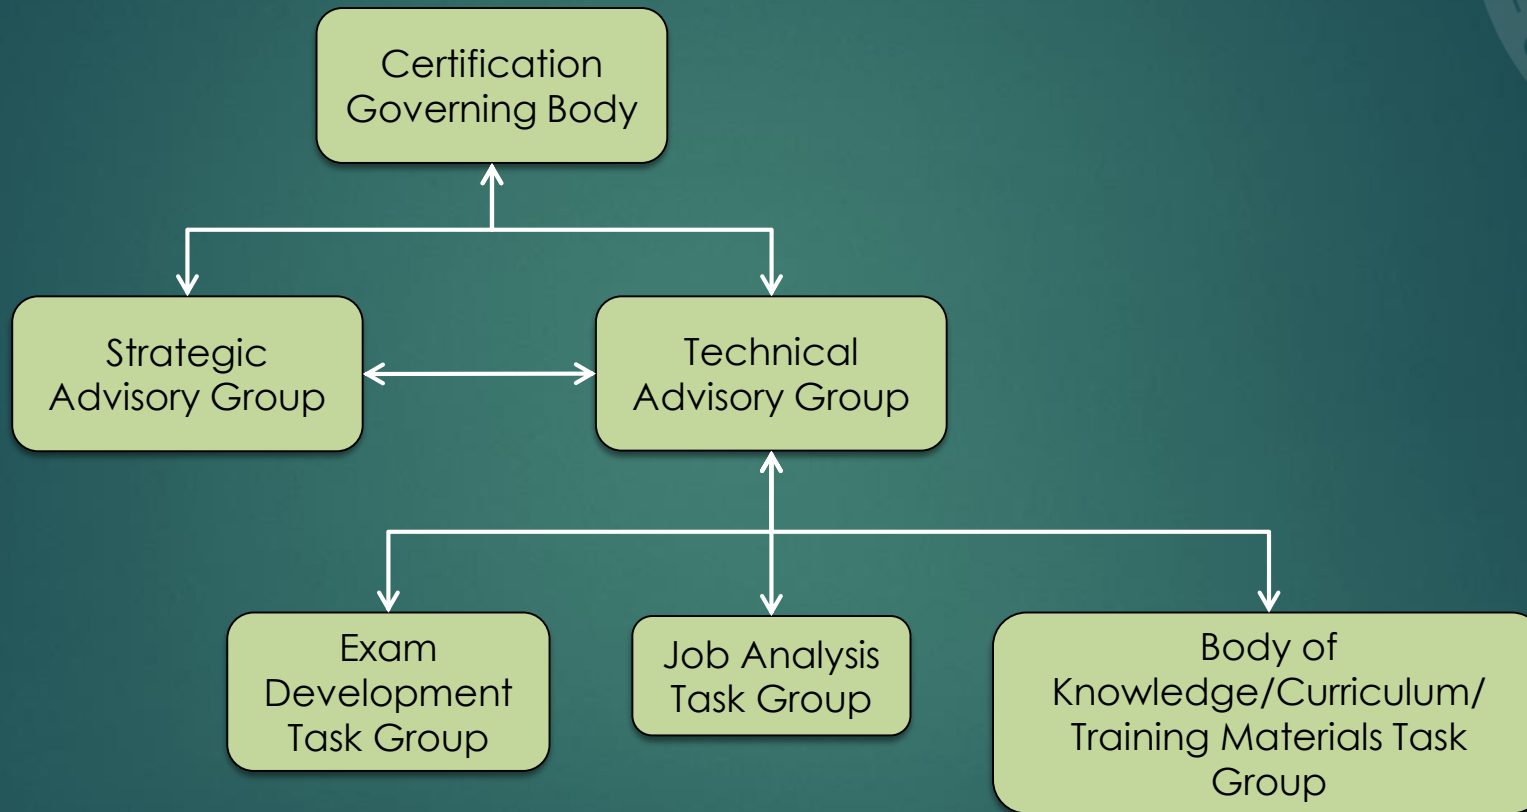 Certification
Governing Body
Strategic
Advisory Group
Technical
Advisory Group
Exam
Development
Task Group
Job Analysis
Task Group
Body of
Knowledge/Curriculum/
Training Materials Task
Group